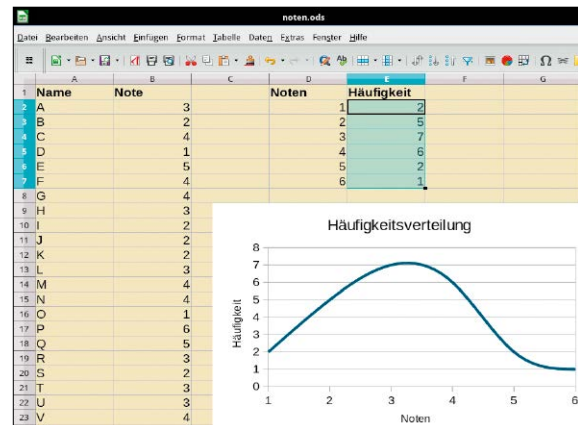 noten.ods
Datei Bearbeiten Ansicht Einfügen Format Tabelle Daten Extras Fenster Hilfe
A B C D E F G
1 Name Note Noten Häufigkeit
2 A 3 1 2
3 B 2 2 5
4 C 4 3 7
5 D 1 4 6
6 E 5 5 2
7 F 4 6 1
8 G 4
9 H 3
10 I 2
11 J 2
12 K 2
13 L 3
14 M 4
15 N 4
16 O 1
17 P 6
18 Q 5
19 R 3
20 S 2
21 T 3
22 U 3
23 V 4
Häufigkeitsverteilung
8
7
6
5
4
3
2
1
0
Häufigkeit
1 2 3 4 5 6
Noten